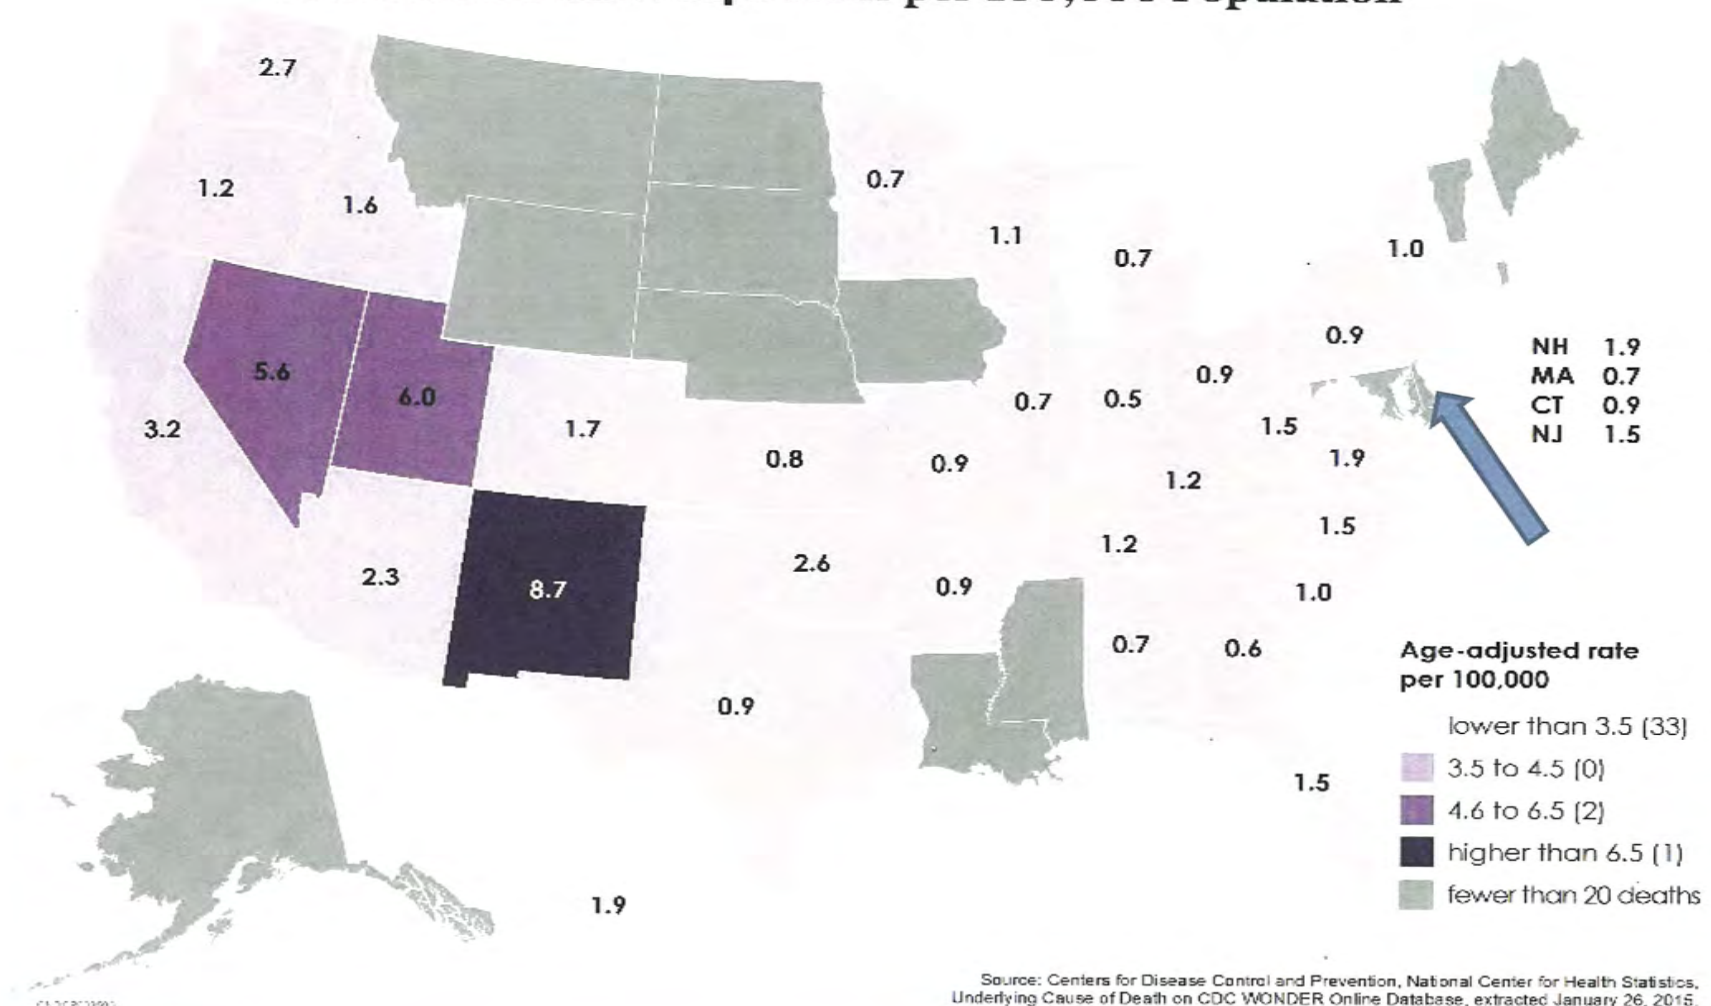 per 100,000 Population
2.7
1.2
1.6
0.7
1.1
0.7
1.0
5.6
6.0
0.9
NH 1.9
MA 0.7
CT 0.9
NJ 1.5
3.2
1.7
0.8
0.9
0.7
0.5
0.9
1.5
1.9
1.2
1.5
2.3
8.7
2.6
0.9
1.2
1.0
0.7
0.6
0.9
1.5
1.9
Age-adjusted rate
per 100,000
lower than 3.5 (33)
3.5 to 4.5 (0)
4.6 to 6.5 (2)
higher than 6.5 (1)
fewer than 20 deaths
Source: Centers for Disease Control and Prevention, National Center for Health Statistics,
Underlying Cause of Death on CDC WONDER Online Database, extracted January 26, 2015.